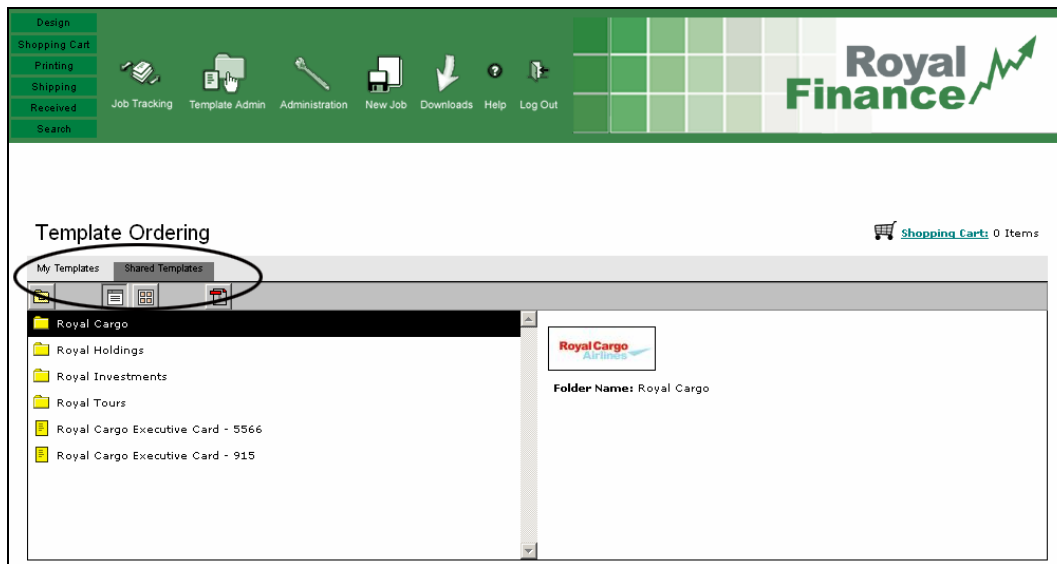 Design
Shopping Cart
Printing
Shipping
Received
Search
Job Tracking Template Admin Administration New Job Downloads Help Log Out
Royal
Finance
Template Ordering
Shopping Cart: 0 Items
My Templates Shared Templates
Royal Cargo
Royal Holdings
Royal Investments
Royal Tours
Royal Cargo Executive Card - 5566
Royal Cargo Executive Card - 915
Royal Cargo
Airlines
Folder Name: Royal Cargo